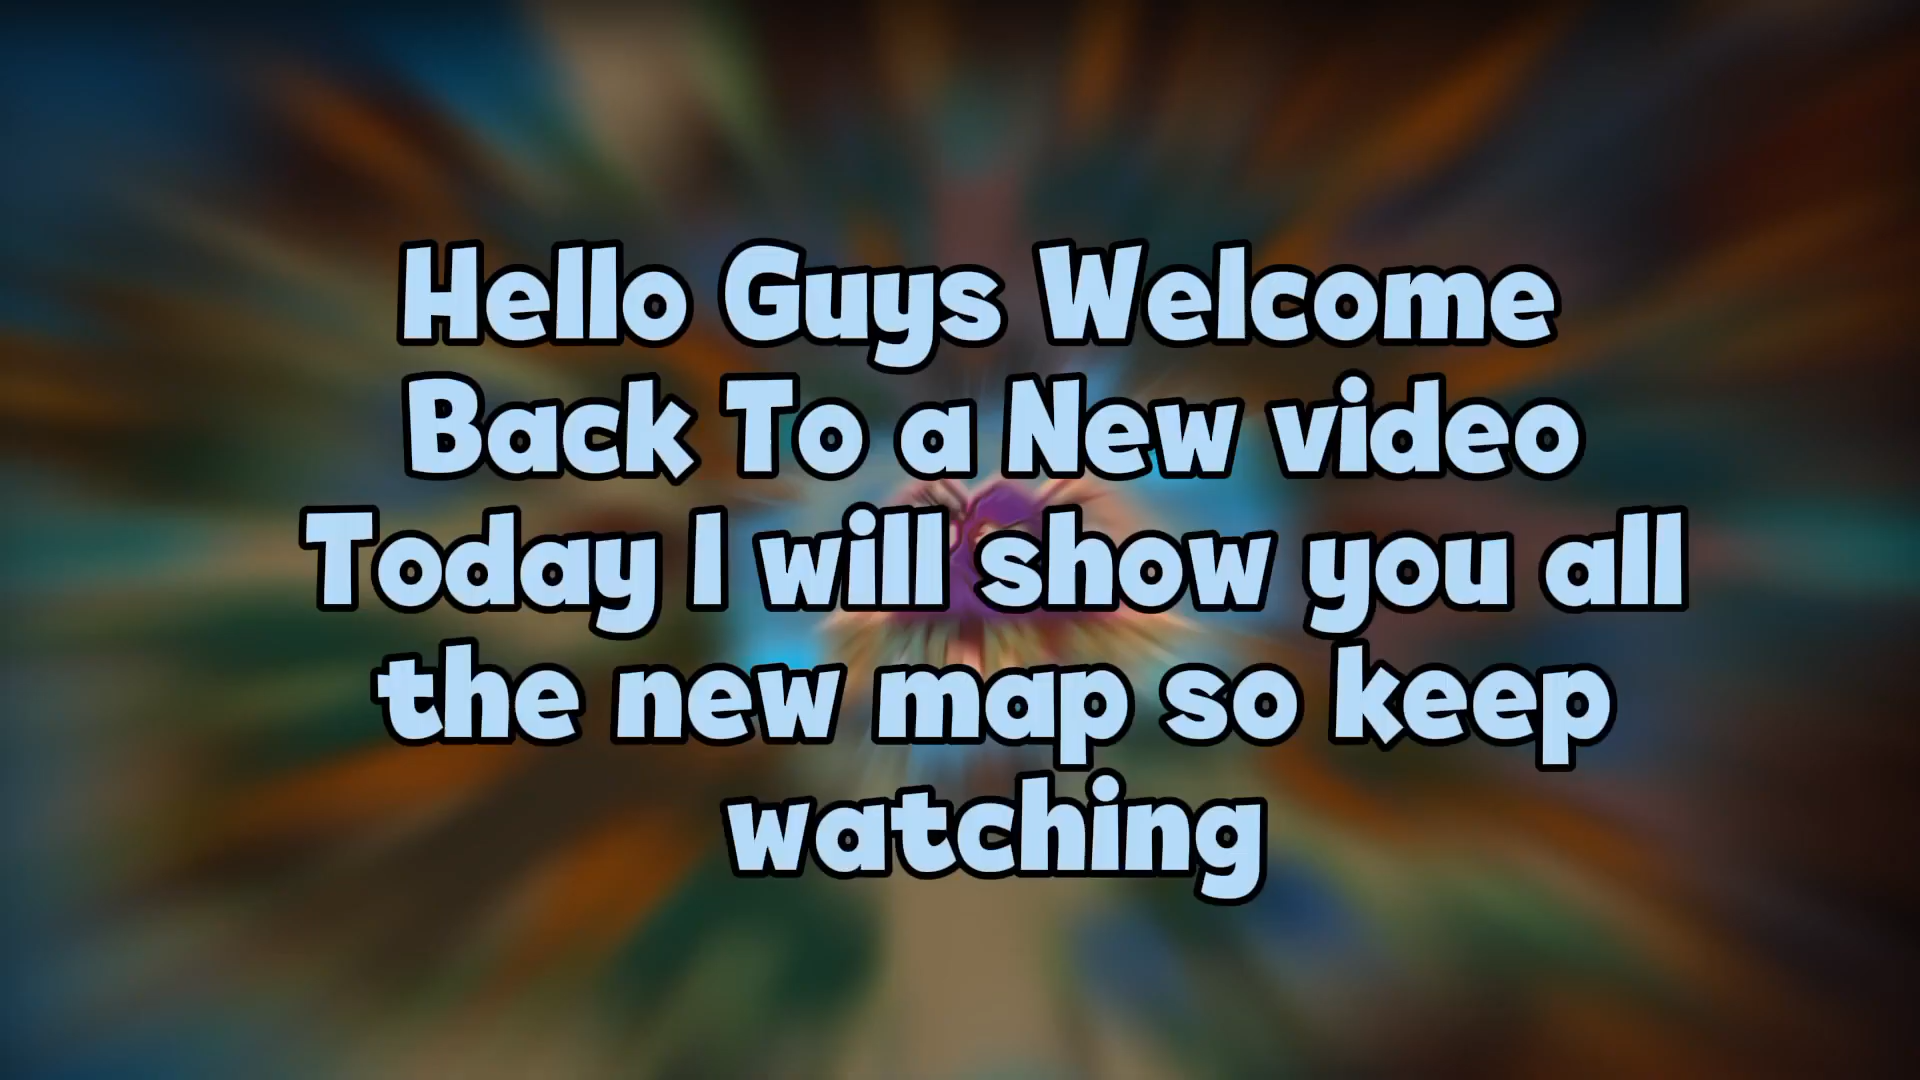 Hello Guys Welcome
Back To a New video
Today I will show you all
the new map so keep
watching